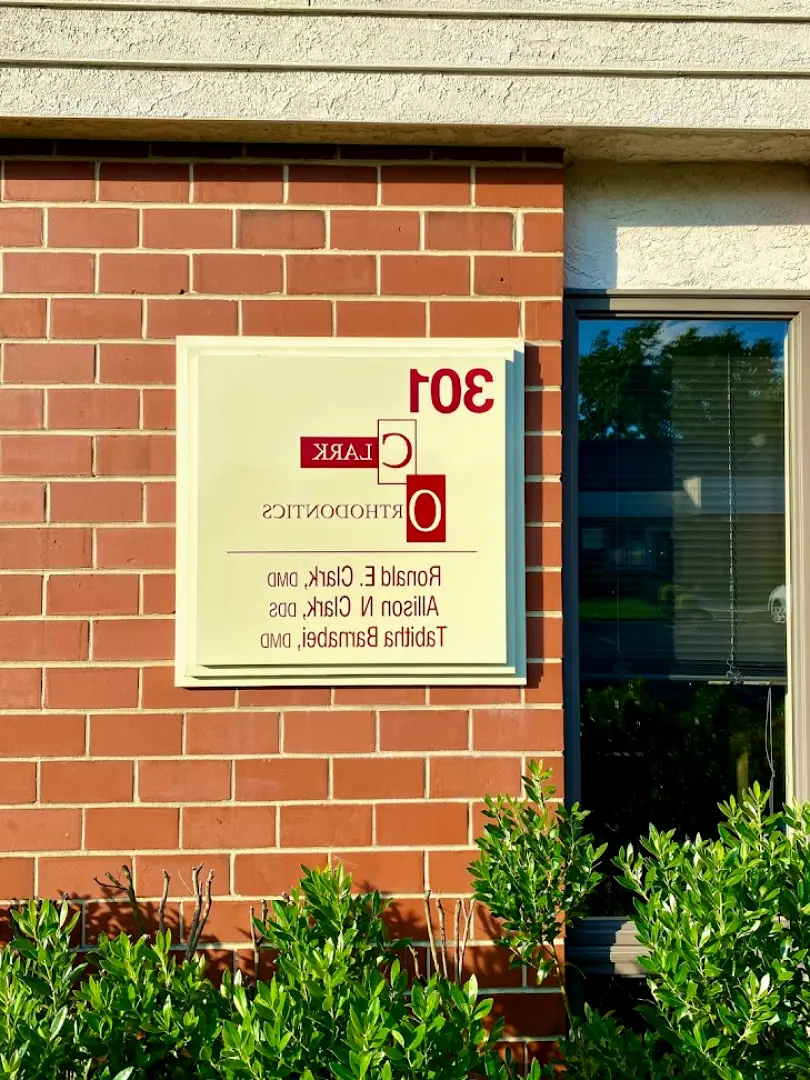 301
CLARK
ORTHODONTICS
Ronald E. Clark, DMD
Allison N Clark, DDS
Tabitha Barnabei, DMD